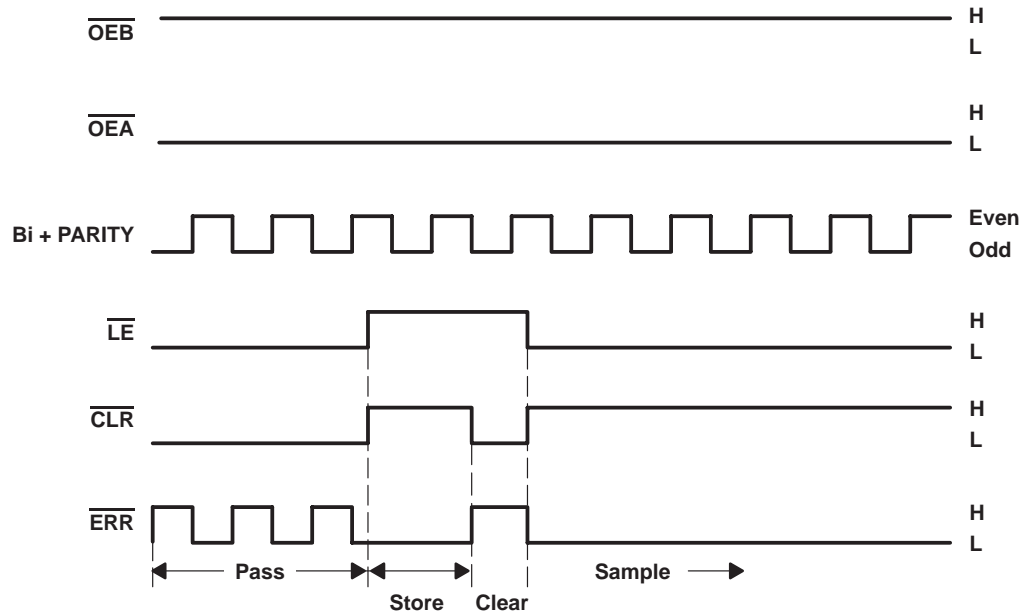 OEB
H
L
OEA
H
L
Bi + PARITY
Even
Odd
LE
H
L
CLR
H
L
ERR
H
L
Pass
Sample
Store
Clear